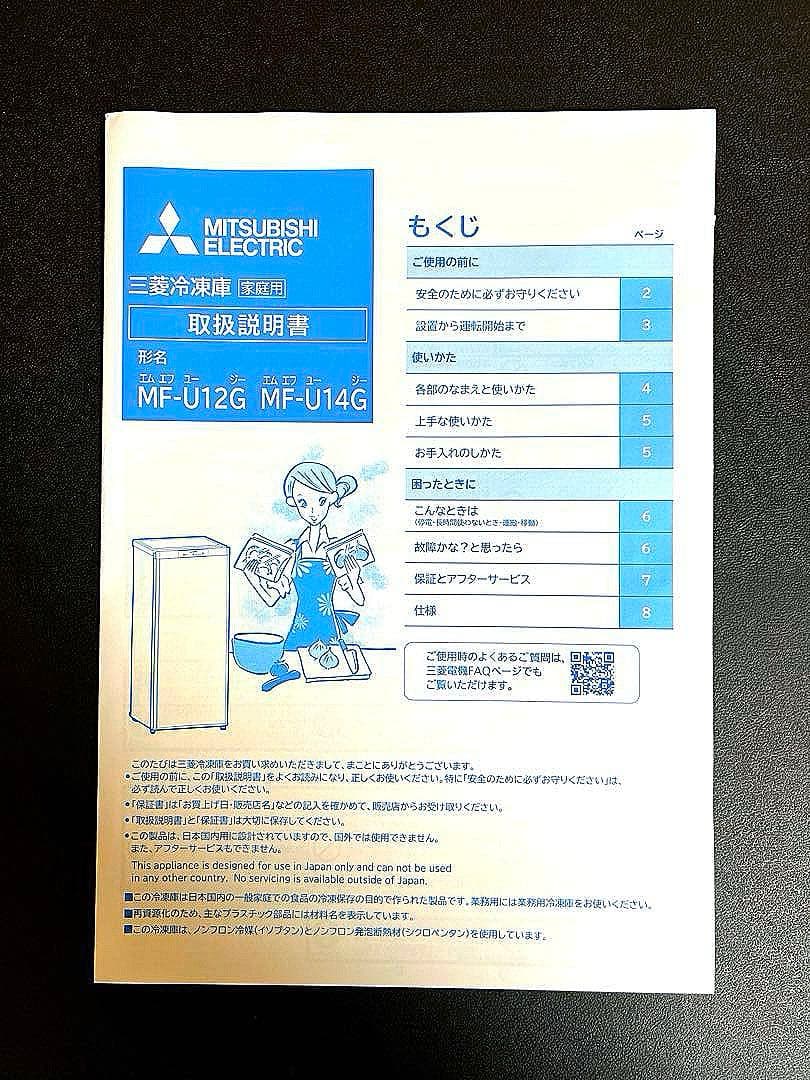 MITSUBISHI
ELECTRIC
三菱冷凍庫 家庭用
取扱説明書
形名
エム エフ ユー ジー エム エフ ユー ジー
MF-U12G MF-U14G
もくじ
ページ
ご使用の前に
安全のために必ずお守りください 2
設置から運転開始まで 3
使いかた
各部のなまえと使いかた 4
上手な使いかた 5
お手入れのしかた 5
困ったときに
こんなときは 6
(停電・長時間使わないとき・運搬・移動)
故障かな?と思ったら 6
保証とアフターサービス 7
仕様 8
ご使用時のよくあるご質問は、
三菱電機FAQページでも
ご覧いただけます。
このたびは三菱冷凍庫をお買い求めいただきまして、まことにありがとうございます。
●ご使用の前に、この「取扱説明書」をよくお読みになり、正しくお使いください。特に「安全のために必ずお守りください」は、
必ず読んで正しくお使いください。
●「保証書」は「お買上げ日・販売店名」などの記入を確かめて、販売店からお受け取りください。
●「取扱説明書」と「保証書」は大切に保存してください。
●この製品は、日本国内用に設計されていますので、国外では使用できません。
また、アフターサービスもできません。
This appliance is designed for use in Japan only and can not be used
in any other country. No servicing is available outside of Japan.
■この冷凍庫は日本国内の一般家庭での食品の冷凍保存の目的で作られた製品です。業務用には業務用冷凍庫をお使いください。
■再資源化のため、主なプラスチック部品には材料名を表示しています。
■この冷凍庫は、ノンフロン冷媒(イソブタン)とノンフロン発泡断熱材(シクロペンタン)を使用しています。